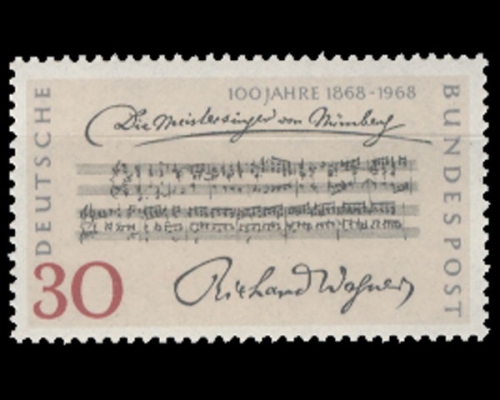 100 JAHRE 1868-1968
Die Meistersinger von Nürnberg
DEUTSCHE
BUNDESPOST
30
Richard Wagner